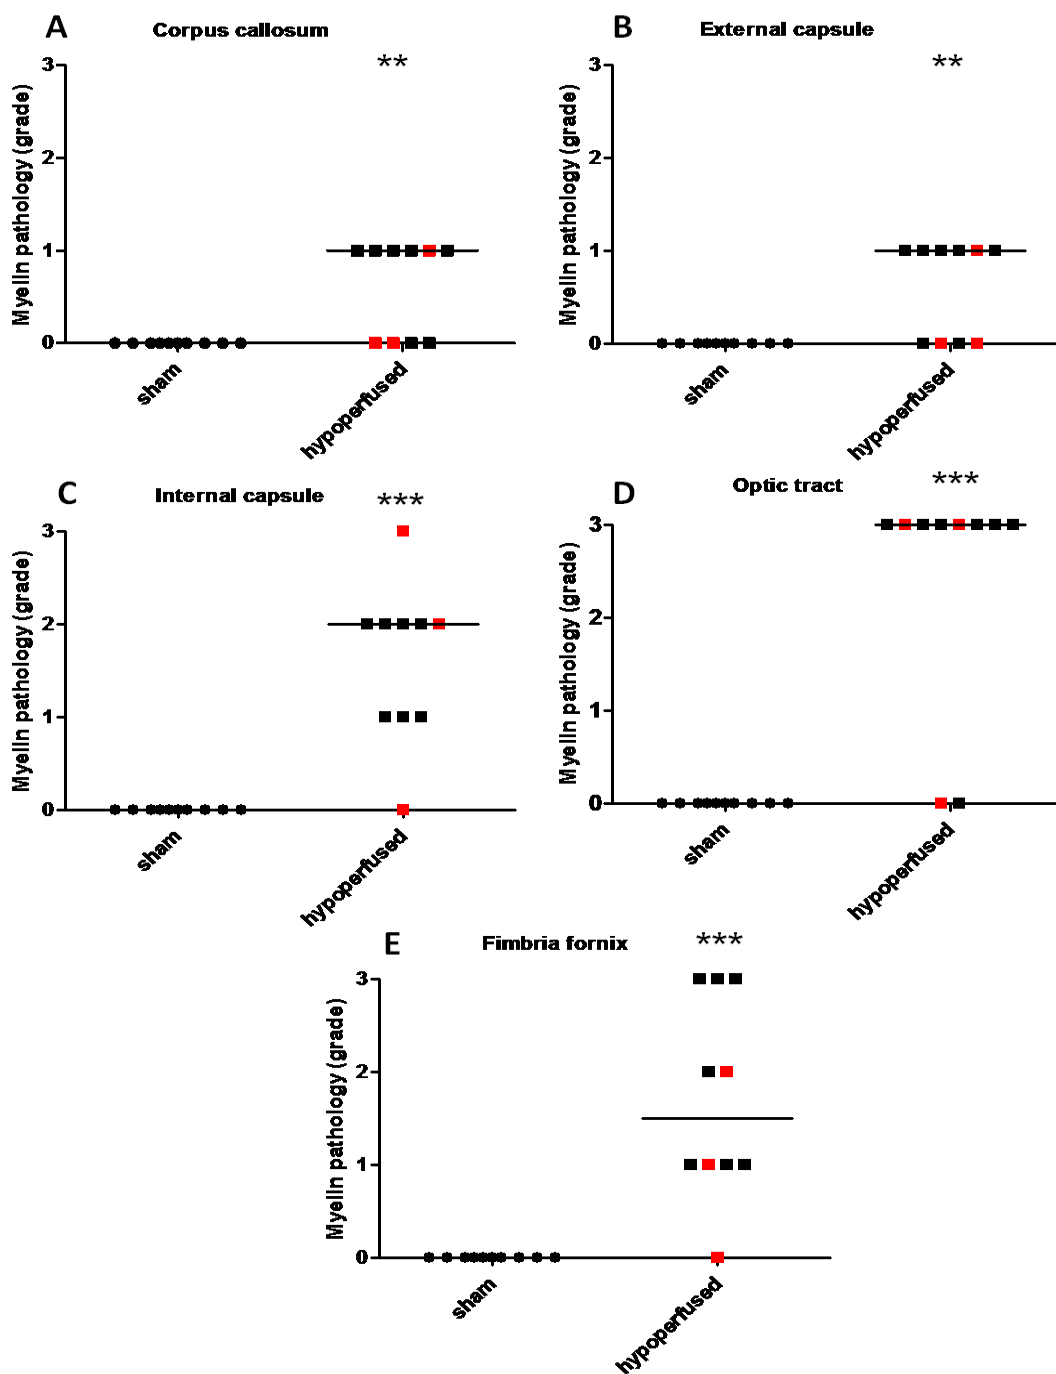 A
Corpus callosum
**
Myelin pathology (grade)
3
2
1
0
sham
hypoperfused
B
External capsule
**
Myelin pathology (grade)
3
2
1
0
sham
hypoperfused
C
Internal capsule
***
Myelin pathology (grade)
3
2
1
0
sham
hypoperfused
D
Optic tract
***
Myelin pathology (grade)
3
2
1
0
sham
hypoperfused
E
Fimbria fornix
***
Myelin pathology (grade)
3
2
1
0
sham
hypoperfused